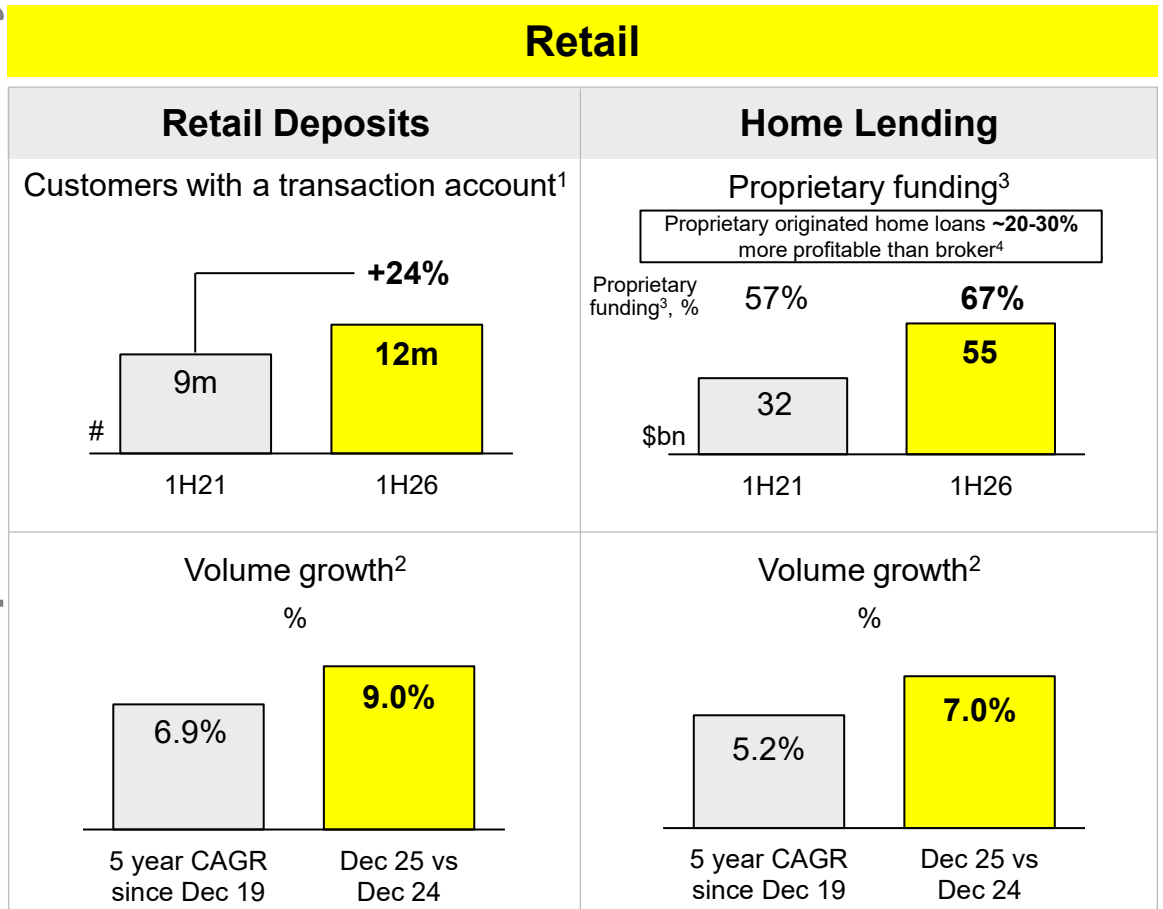 Retail
Retail Deposits
Customers with a transaction account¹
+24%
9m
12m
#
1H21
1H26
Home Lending
Proprietary funding³
Proprietary originated home loans ~20-30%
more profitable than broker⁴
Proprietary
funding³, %
57%
67%
32
55
$bn
1H21
1H26
Volume growth²
%
6.9%
9.0%
5 year CAGR
since Dec 19
Dec 25 vs
Dec 24
Volume growth²
%
5.2%
7.0%
5 year CAGR
since Dec 19
Dec 25 vs
Dec 24